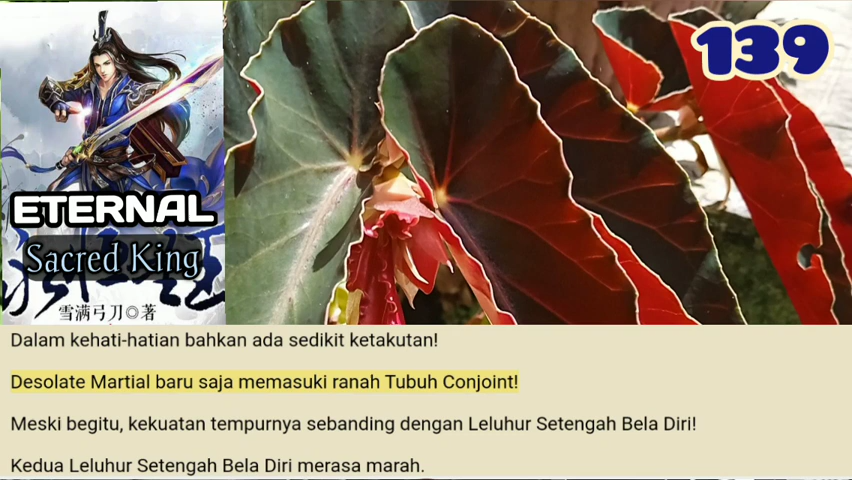 139
ETERNAL
Sacred King
雪满弓刀◎著
Dalam kehati-hatian bahkan ada sedikit ketakutan!
Desolate Martial baru saja memasuki ranah Tubuh Conjoint!
Meski begitu, kekuatan tempurnya sebanding dengan Leluhur Setengah Bela Diri!
Kedua Leluhur Setengah Bela Diri merasa marah.